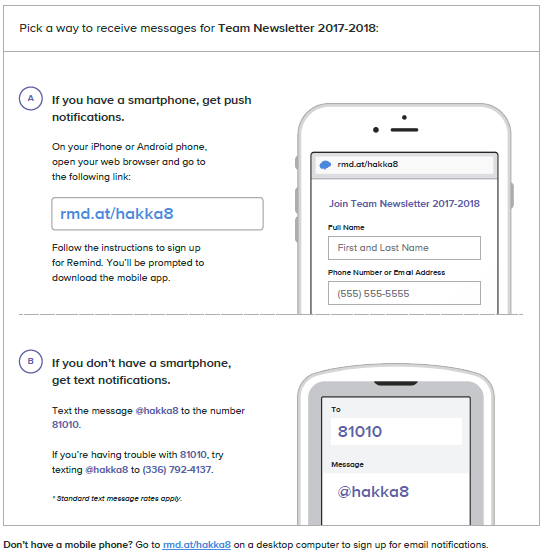 Pick a way to receive messages for Team Newsletter 2017-2018:
A
If you have a smartphone, get push
notifications.
On your iPhone or Android phone,
open your web browser and go to
the following link:
rmd.at/hakka8
Follow the instructions to sign up
for Remind. You'll be prompted to
download the mobile app.
rmd.at/hakka8
Join Team Newsletter 2017-2018
Full Name
First and Last Name
Phone Number or Email Address
(555) 555-5555
B
If you don't have a smartphone,
get text notifications.
Text the message @hakka8 to the number
81010.
If you're having trouble with 81010, try
texting @hakka8 to (336) 792-4137.
* Standard text message rates apply.
To
81010
Message
@hakka8
Don't have a mobile phone? Go to rmd.at/hakka8 on a desktop computer to sign up for email notifications.